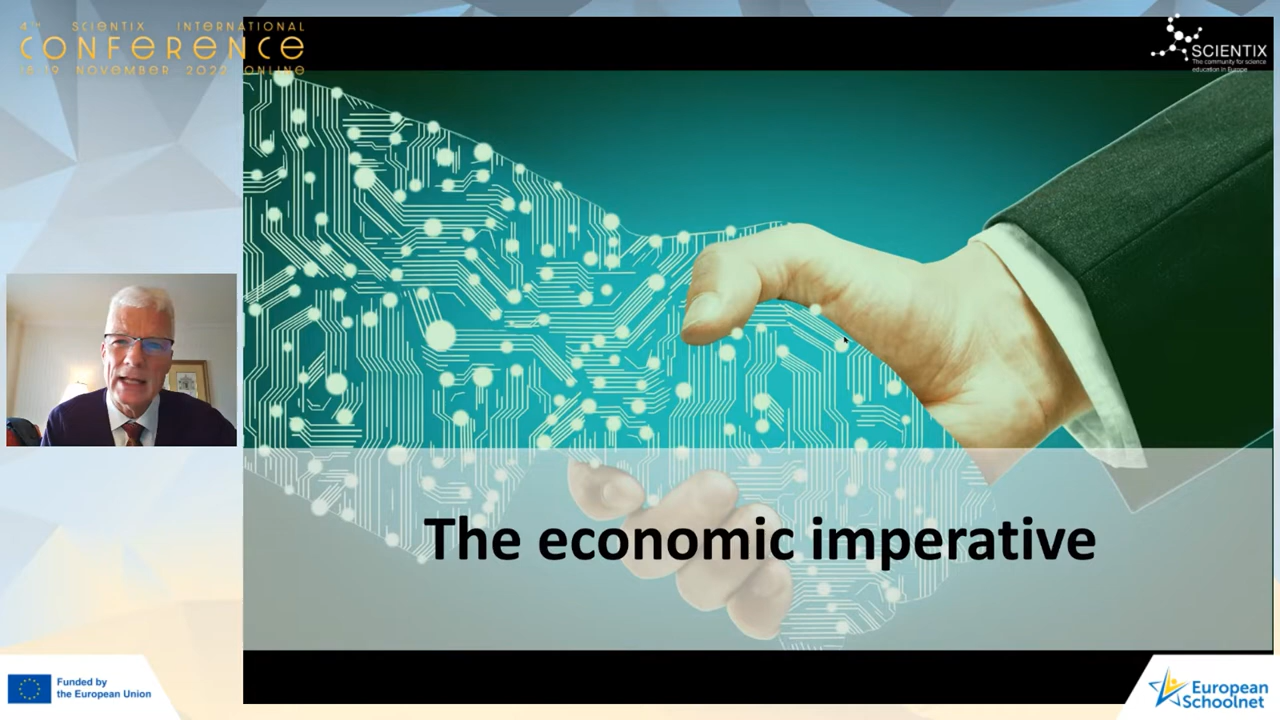 4TH SCIENTIX INTERNATIONAL
CONFERENCE
18-19 NOVEMBER 2022 ONLINE
SCIENTIX
The community for science
education in Europe
The economic imperative
Funded by
the European Union
European
Schoolnet